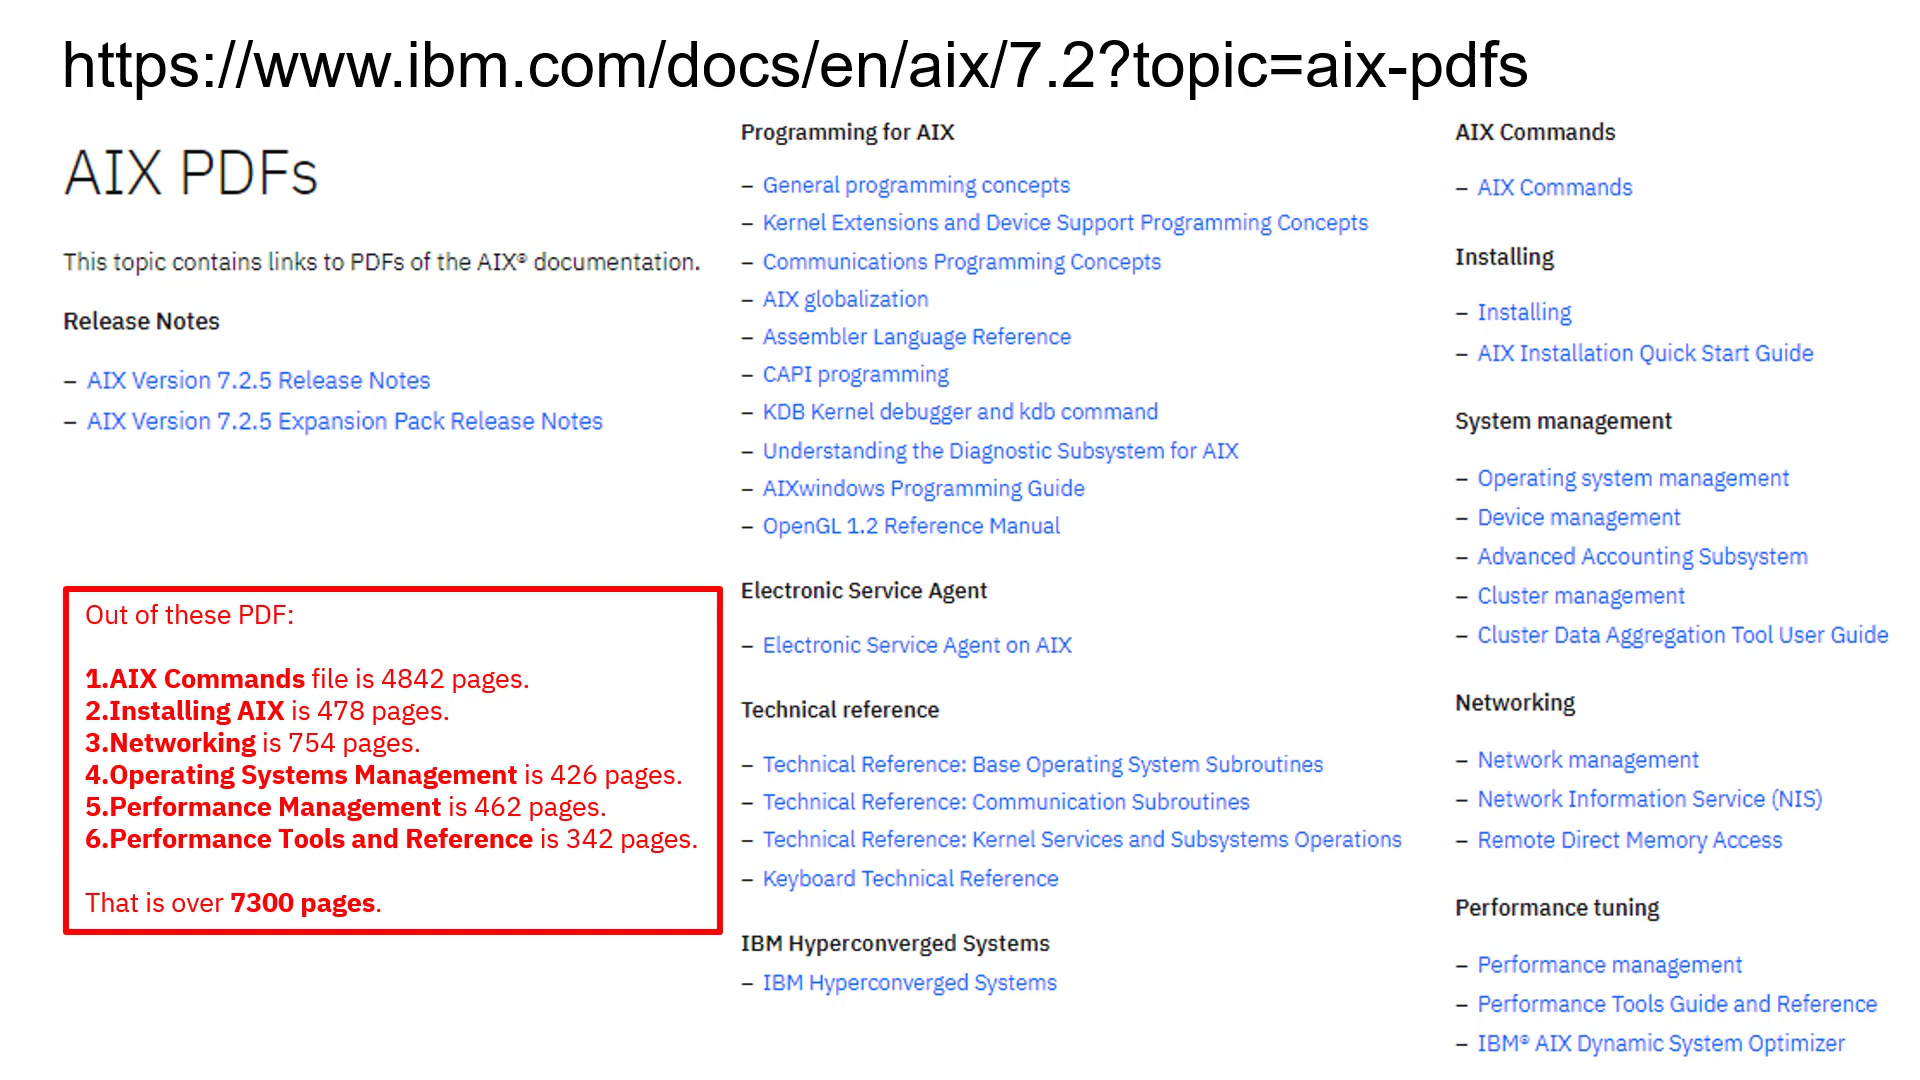 https://www.ibm.com/docs/en/aix/7.2?topic=aix-pdfs
AIX PDFs
This topic contains links to PDFs of the AIX® documentation.
Release Notes
– AIX Version 7.2.5 Release Notes
– AIX Version 7.2.5 Expansion Pack Release Notes
Out of these PDF:
1.AIX Commands file is 4842 pages.
2.Installing AIX is 478 pages.
3.Networking is 754 pages.
4.Operating Systems Management is 426 pages.
5.Performance Management is 462 pages.
6.Performance Tools and Reference is 342 pages.
That is over 7300 pages.
Programming for AIX
– General programming concepts
– Kernel Extensions and Device Support Programming Concepts
– Communications Programming Concepts
– AIX globalization
– Assembler Language Reference
– CAPI programming
– KDB Kernel debugger and kdb command
– Understanding the Diagnostic Subsystem for AIX
– AIXwindows Programming Guide
– OpenGL 1.2 Reference Manual
Electronic Service Agent
– Electronic Service Agent on AIX
Technical reference
– Technical Reference: Base Operating System Subroutines
– Technical Reference: Communication Subroutines
– Technical Reference: Kernel Services and Subsystems Operations
– Keyboard Technical Reference
IBM Hyperconverged Systems
– IBM Hyperconverged Systems
AIX Commands
– AIX Commands
Installing
– Installing
– AIX Installation Quick Start Guide
System management
– Operating system management
– Device management
– Advanced Accounting Subsystem
– Cluster management
– Cluster Data Aggregation Tool User Guide
Networking
– Network management
– Network Information Service (NIS)
– Remote Direct Memory Access
Performance tuning
– Performance management
– Performance Tools Guide and Reference
– IBM® AIX Dynamic System Optimizer